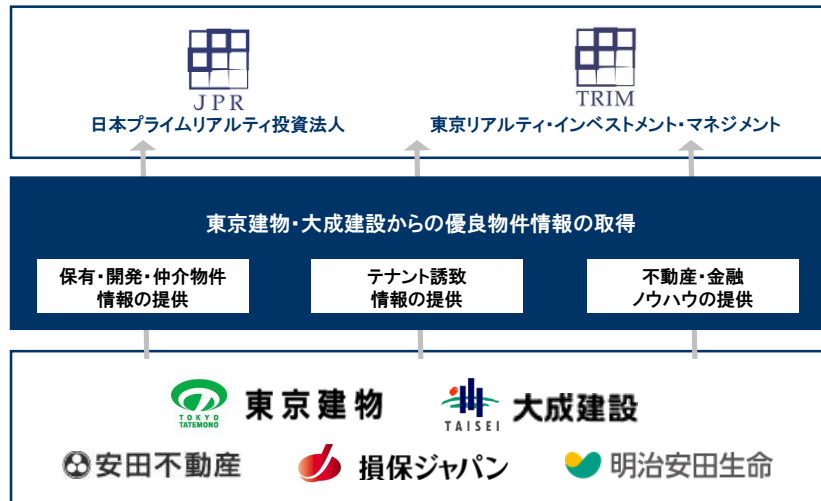 JPR
日本プライムリアルティ投資法人
TRIM
東京リアルティ・インベストメント・マネジメント
東京建物・大成建設からの優良物件情報の取得
保有・開発・仲介物件
情報の提供
テナント誘致
情報の提供
不動産・金融
ノウハウの提供
TOKYO
TATEMONO
東京建物
TAISEI
大成建設
安田不動産
損保ジャパン
明治安田生命